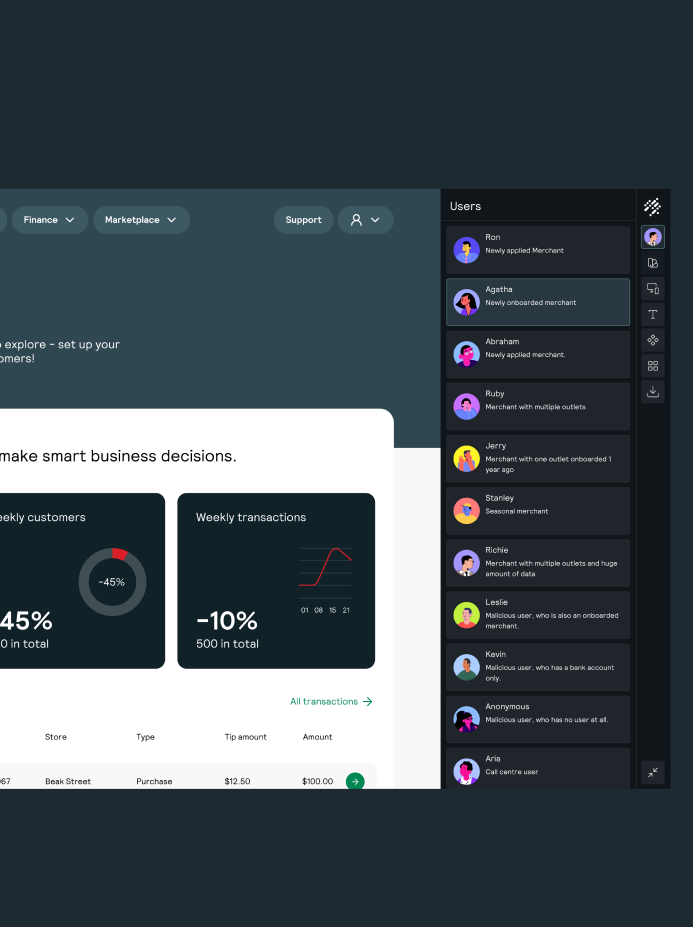 Finance
Marketplace
Support
explore - set up your
omers!
make smart business decisions.
eekly customers
-45%
45%
0 in total
Weekly transactions
01 08 15 21
-10%
500 in total
All transactions
Store Type Tip amount Amount
967 Beak Street Purchase $12.50 $100.00
Users
Ron
Newly applied Merchant
Agatha
Newly onboarded merchant
Abraham
Newly applied merchant.
Ruby
Merchant with multiple outlets
Jerry
Merchant with one outlet onboarded 1
year ago
Stanley
Seasonal merchant
Richie
Merchant with multiple outlets and huge
amount of data
Leslie
Malicious user, who is also an onboarded
merchant.
Kevin
Malicious user, who has a bank account
only.
Anonymous
Malicious user, who has no user at all.
Aria
Call centre user
T